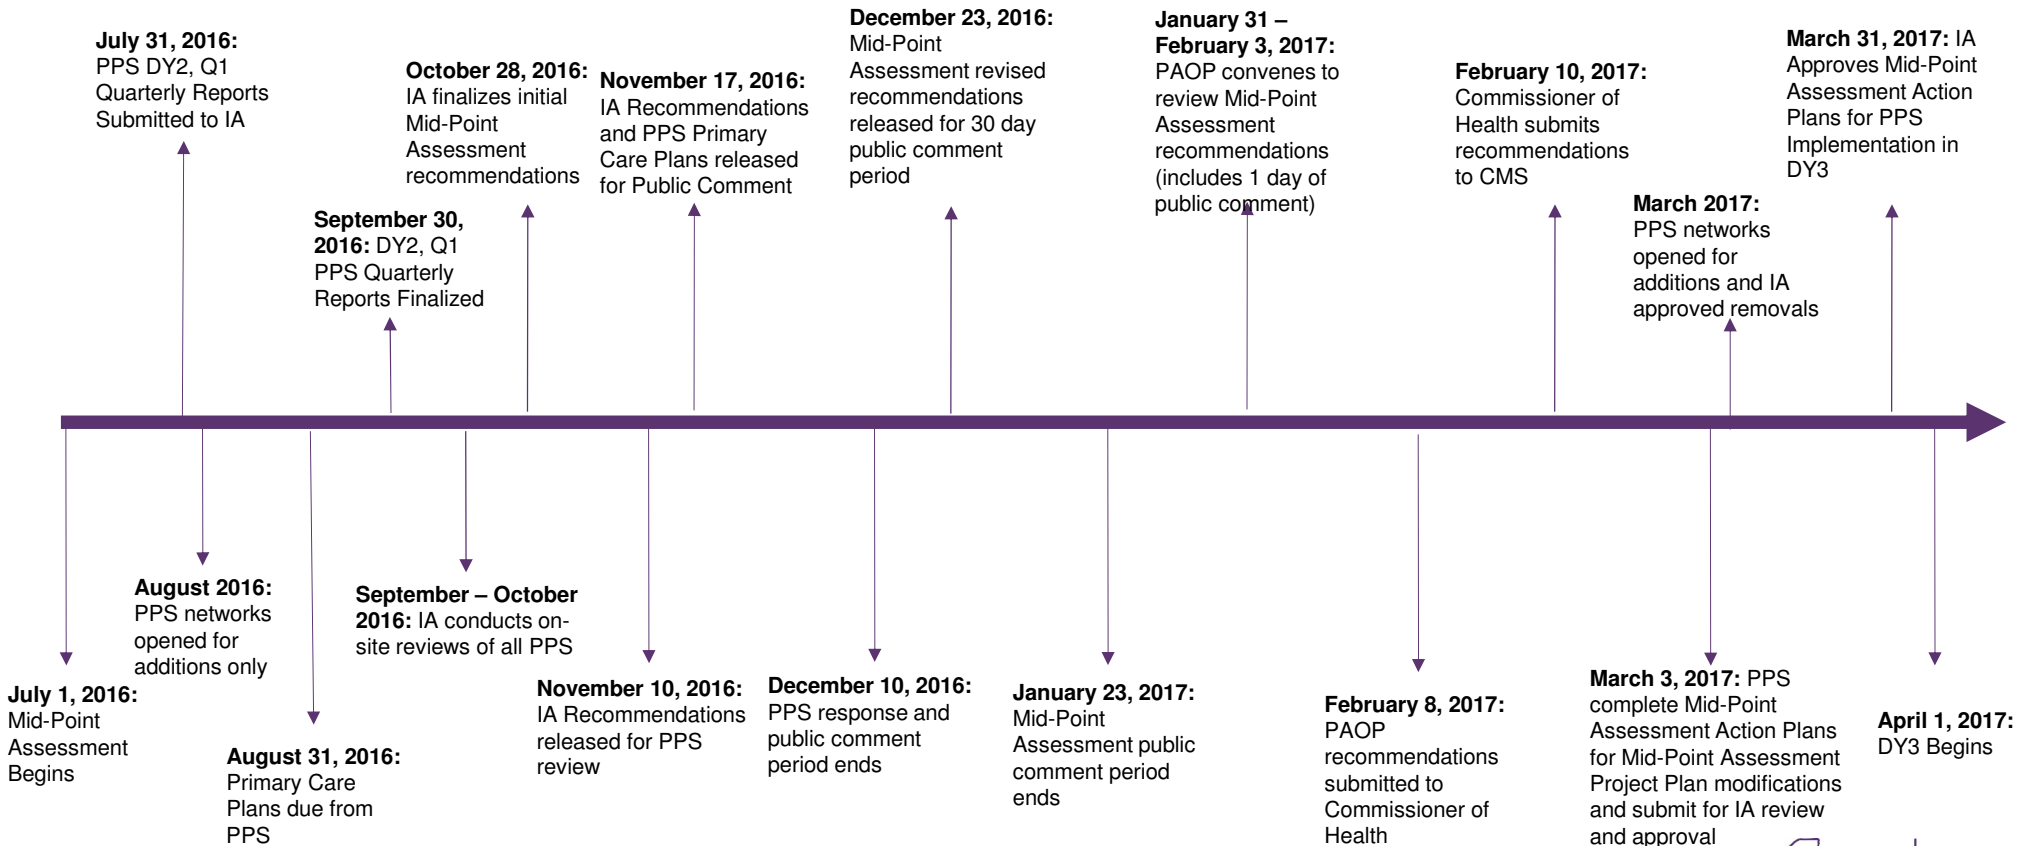 July 31, 2016:
PPS DY2, Q1
Quarterly Reports
Submitted to IA
September 30,
2016: DY2, Q1
PPS Quarterly
Reports Finalized
October 28, 2016:
IA finalizes initial
Mid-Point
Assessment
recommendations
November 17, 2016:
IA Recommendations
and PPS Primary
Care Plans released
for Public Comment
December 23, 2016:
Mid-Point
Assessment revised
recommendations
released for 30 day
public comment
period
January 31 –
February 3, 2017:
PAOP convenes to
review Mid-Point
Assessment
recommendations
(includes 1 day of
public comment)
February 10, 2017:
Commissioner of
Health submits
recommendations
to CMS
March 2017:
PPS networks
opened for
additions and IA
approved removals
March 31, 2017: IA
Approves Mid-Point
Assessment Action
Plans for PPS
Implementation in
DY3
July 1, 2016:
Mid-Point
Assessment
Begins
August 2016:
PPS networks
opened for
additions only
August 31, 2016:
Primary Care
Plans due from
PPS
September – October
2016: IA conducts on-
site reviews of all PPS
November 10, 2016:
IA Recommendations
released for PPS
review
December 10, 2016:
PPS response and
public comment
period ends
January 23, 2017:
Mid-Point
Assessment public
comment period
ends
February 8, 2017:
PAOP
recommendations
submitted to
Commissioner of
Health
March 3, 2017: PPS
complete Mid-Point
Assessment Action Plans
for Mid-Point Assessment
Project Plan modifications
and submit for IA review
and approval
April 1, 2017:
DY3 Begins